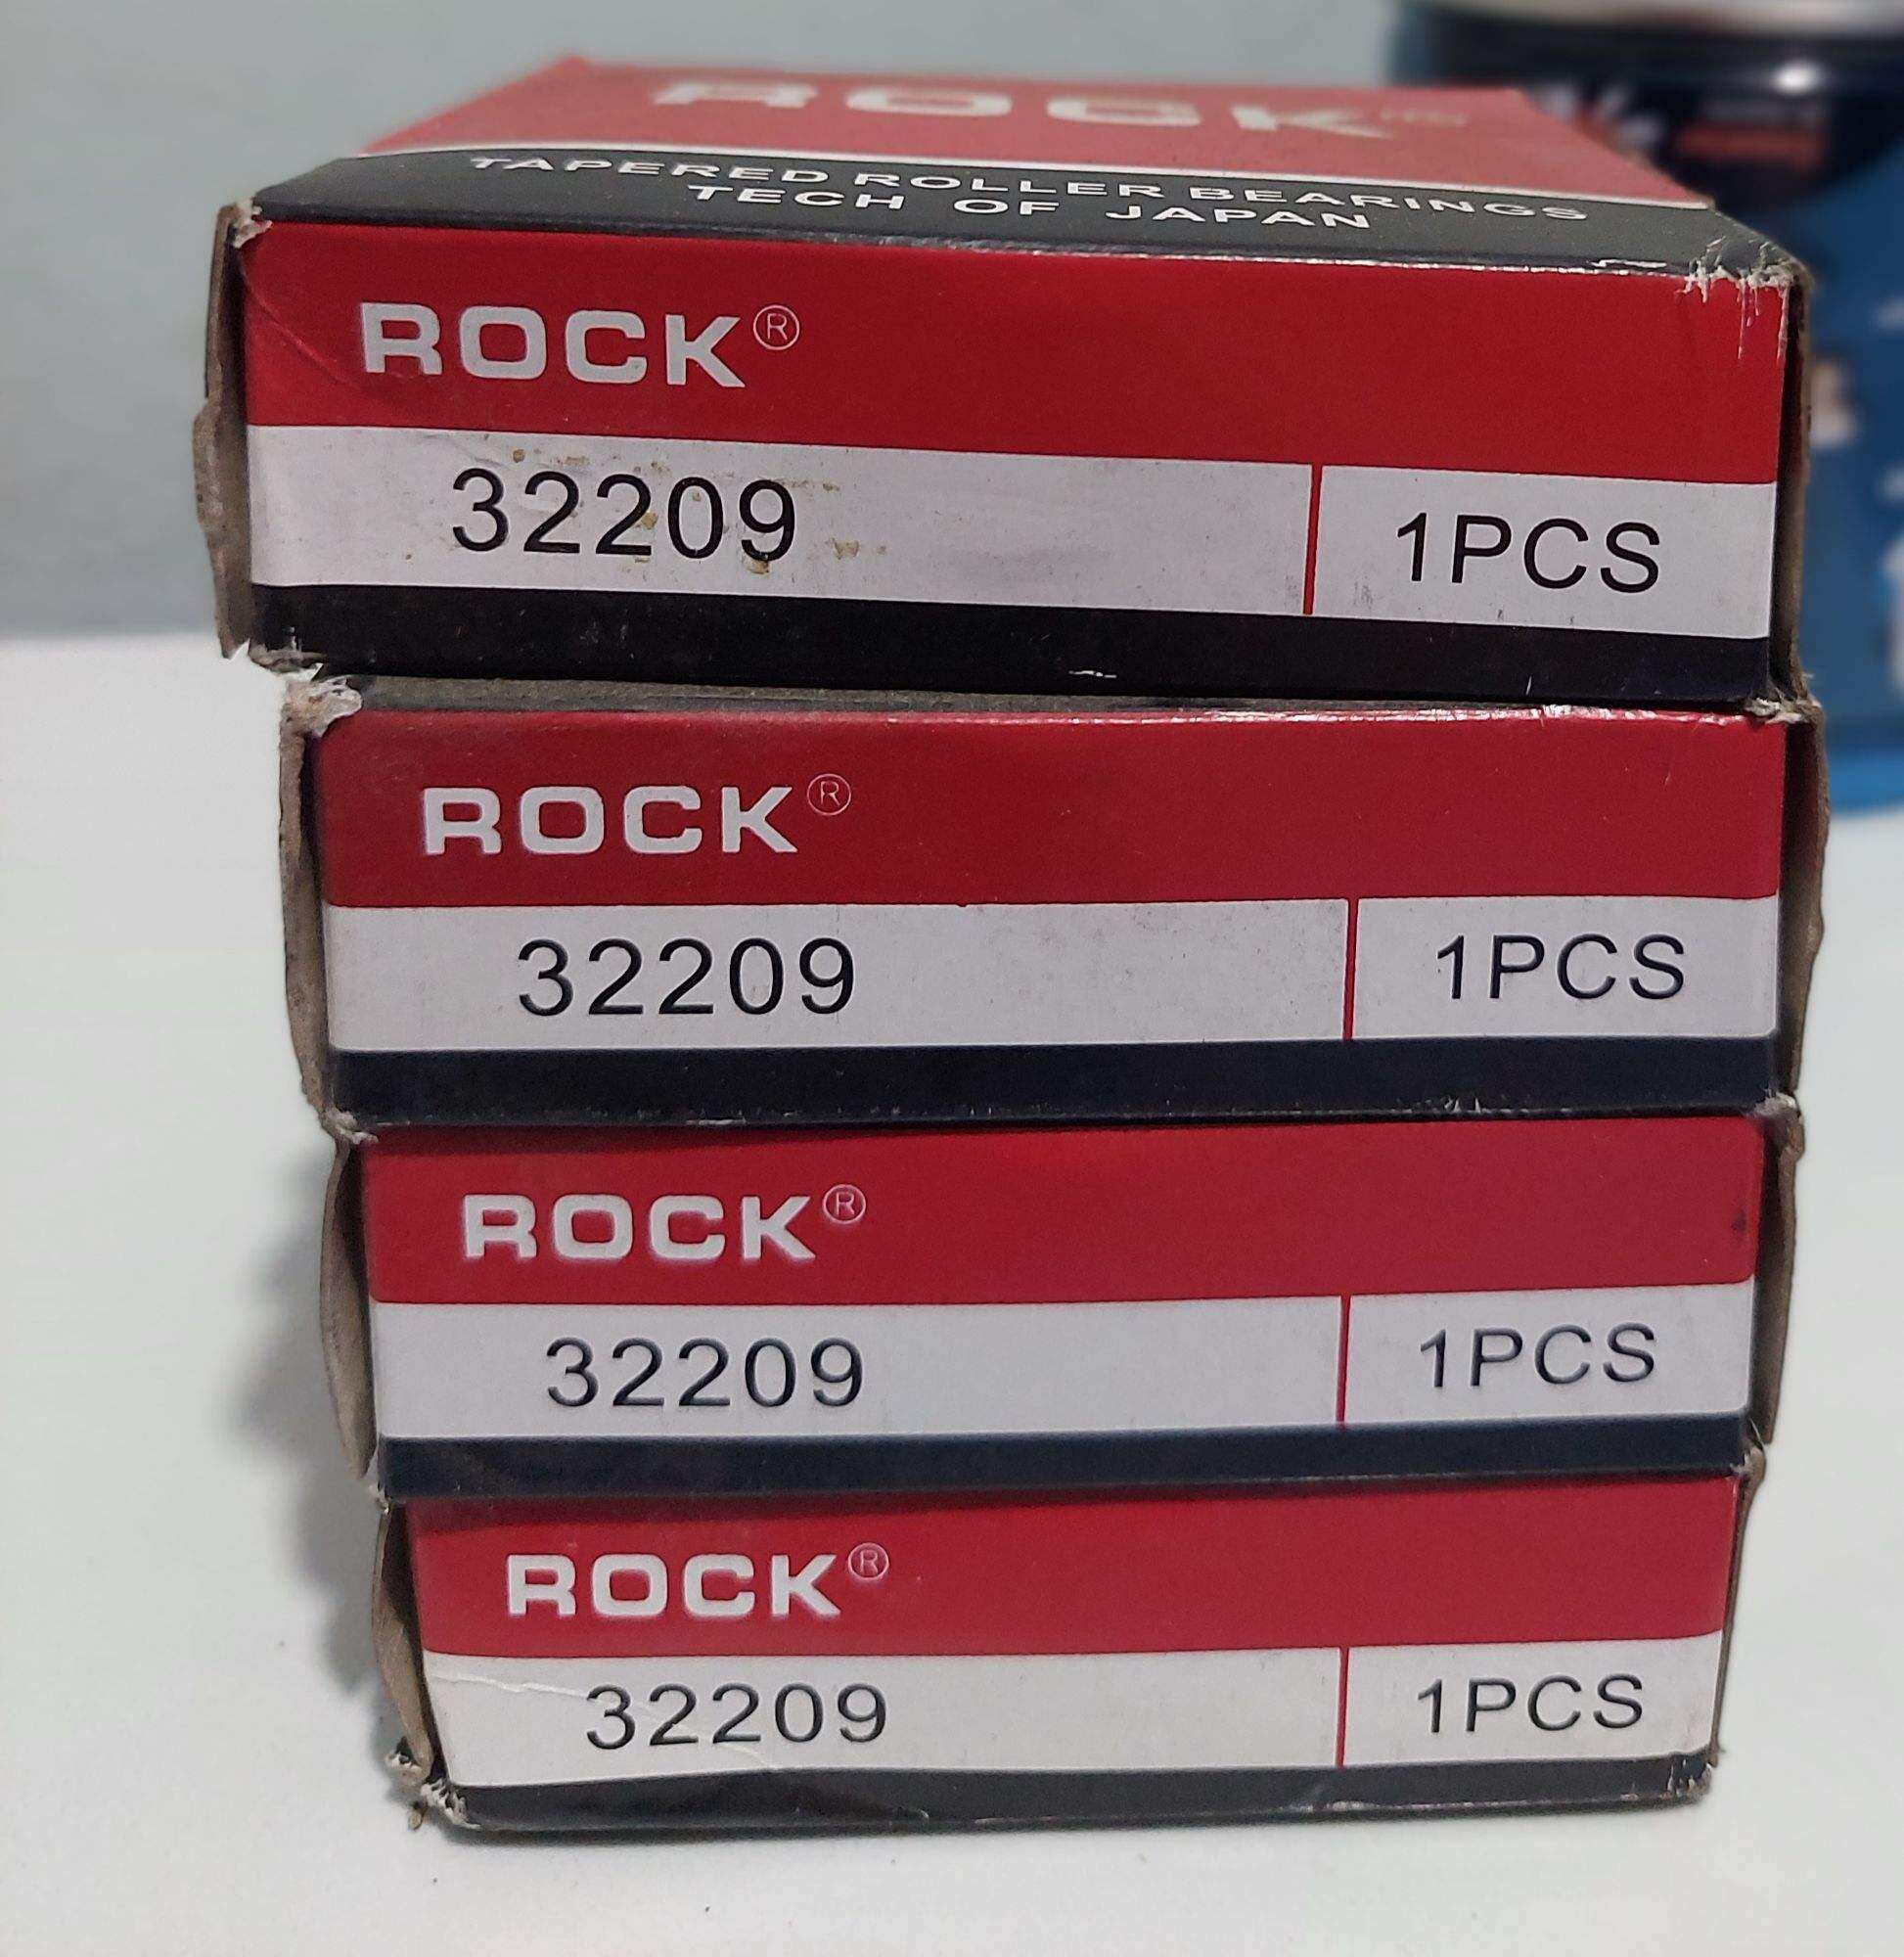 ROCK
TAPERED ROLLER BEARINGS
TECH OF JAPAN
ROCK®
32209
1PCS
ROCK®
32209
1PCS
ROCK®
32209
1PCS
ROCK®
32209
1PCS